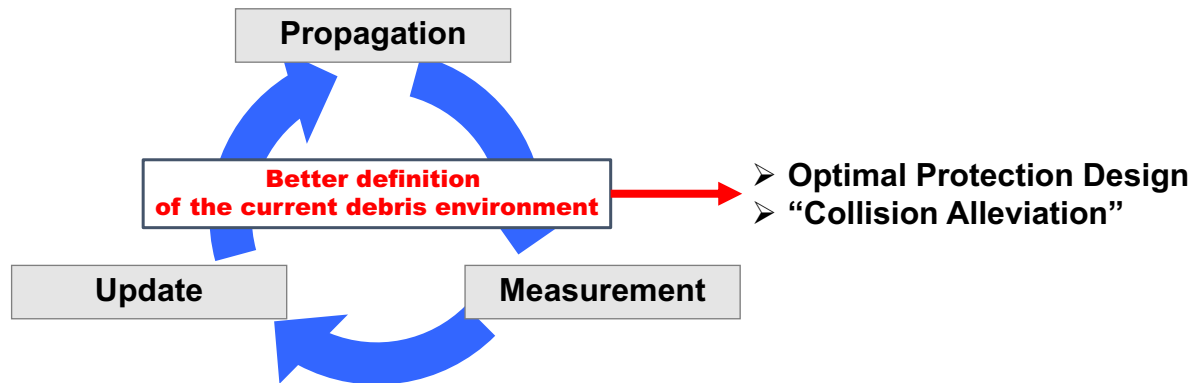 Propagation
Better definition
of the current debris environment
➢ Optimal Protection Design
➢ “Collision Alleviation”
Update
Measurement